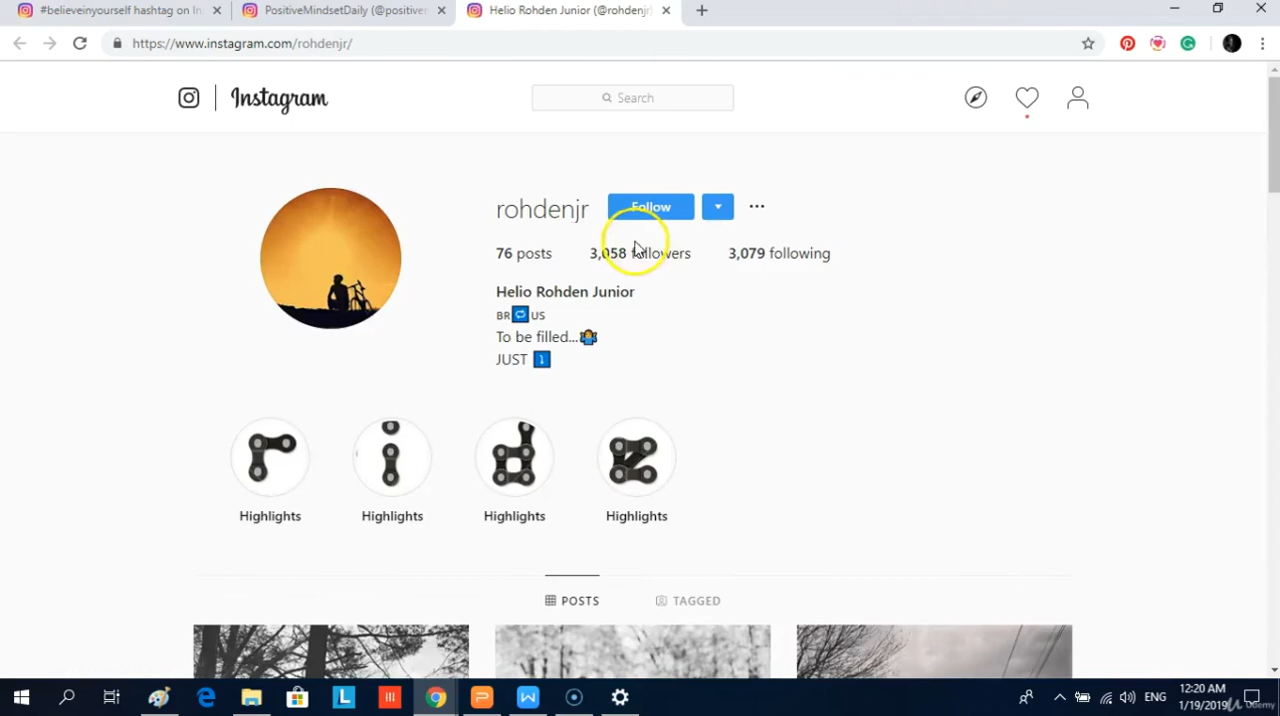 #believeinyourself hashtag on In
PositiveMindsetDaily (@positiven
Helio Rohden Junior (@rohdenjr)
https://www.instagram.com/rohdenjr/
Instagram
Search
rohdenjr
Follow
76 posts 3,058 followers 3,079 following
Helio Rohden Junior
BR US
To be filled...
JUST
Highlights Highlights Highlights Highlights
POSTS TAGGED
ENG
12:20 AM
1/19/2019
Udemy